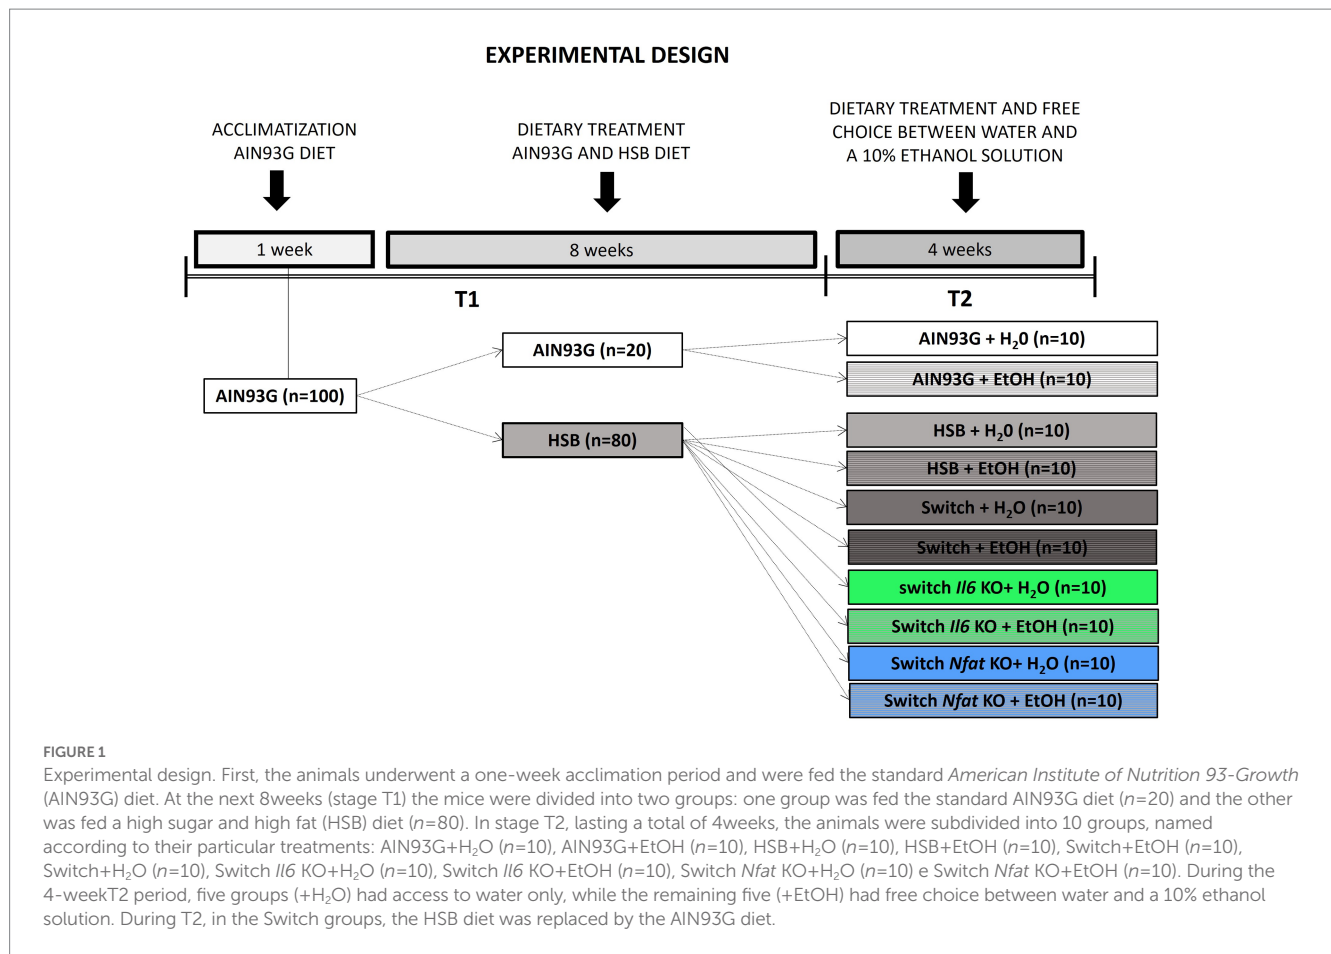 EXPERIMENTAL DESIGN
ACCLIMATIZATION
AIN93G DIET
DIETARY TREATMENT
AIN93G AND HSB DIET
DIETARY TREATMENT AND FREE
CHOICE BETWEEN WATER AND
A 10% ETHANOL SOLUTION
1 week
8 weeks
4 weeks
T1
T2
AIN93G (n=100)
AIN93G (n=20)
HSB (n=80)
AIN93G + H₂0 (n=10)
AIN93G + EtOH (n=10)
HSB + H₂0 (n=10)
HSB + EtOH (n=10)
Switch + H₂O (n=10)
Switch + EtOH (n=10)
switch Il6 KO+ H₂O (n=10)
Switch Il6 KO + EtOH (n=10)
Switch Nfat KO+ H₂O (n=10)
Switch Nfat KO + EtOH (n=10)
FIGURE 1
Experimental design. First, the animals underwent a one-week acclimation period and were fed the standard American Institute of Nutrition 93-Growth
(AIN93G) diet. At the next 8weeks (stage T1) the mice were divided into two groups: one group was fed the standard AIN93G diet (n=20) and the other
was fed a high sugar and high fat (HSB) diet (n=80). In stage T2, lasting a total of 4weeks, the animals were subdivided into 10 groups, named
according to their particular treatments: AIN93G+H₂O (n=10), AIN93G+EtOH (n=10), HSB+H₂O (n=10), HSB+EtOH (n=10), Switch+EtOH (n=10),
Switch+H₂O (n=10), Switch Il6 KO+H₂O (n=10), Switch Il6 KO+EtOH (n=10), Switch Nfat KO+H₂O (n=10) e Switch Nfat KO+EtOH (n=10). During the
4-weekT2 period, five groups (+H₂O) had access to water only, while the remaining five (+EtOH) had free choice between water and a 10% ethanol
solution. During T2, in the Switch groups, the HSB diet was replaced by the AIN93G diet.